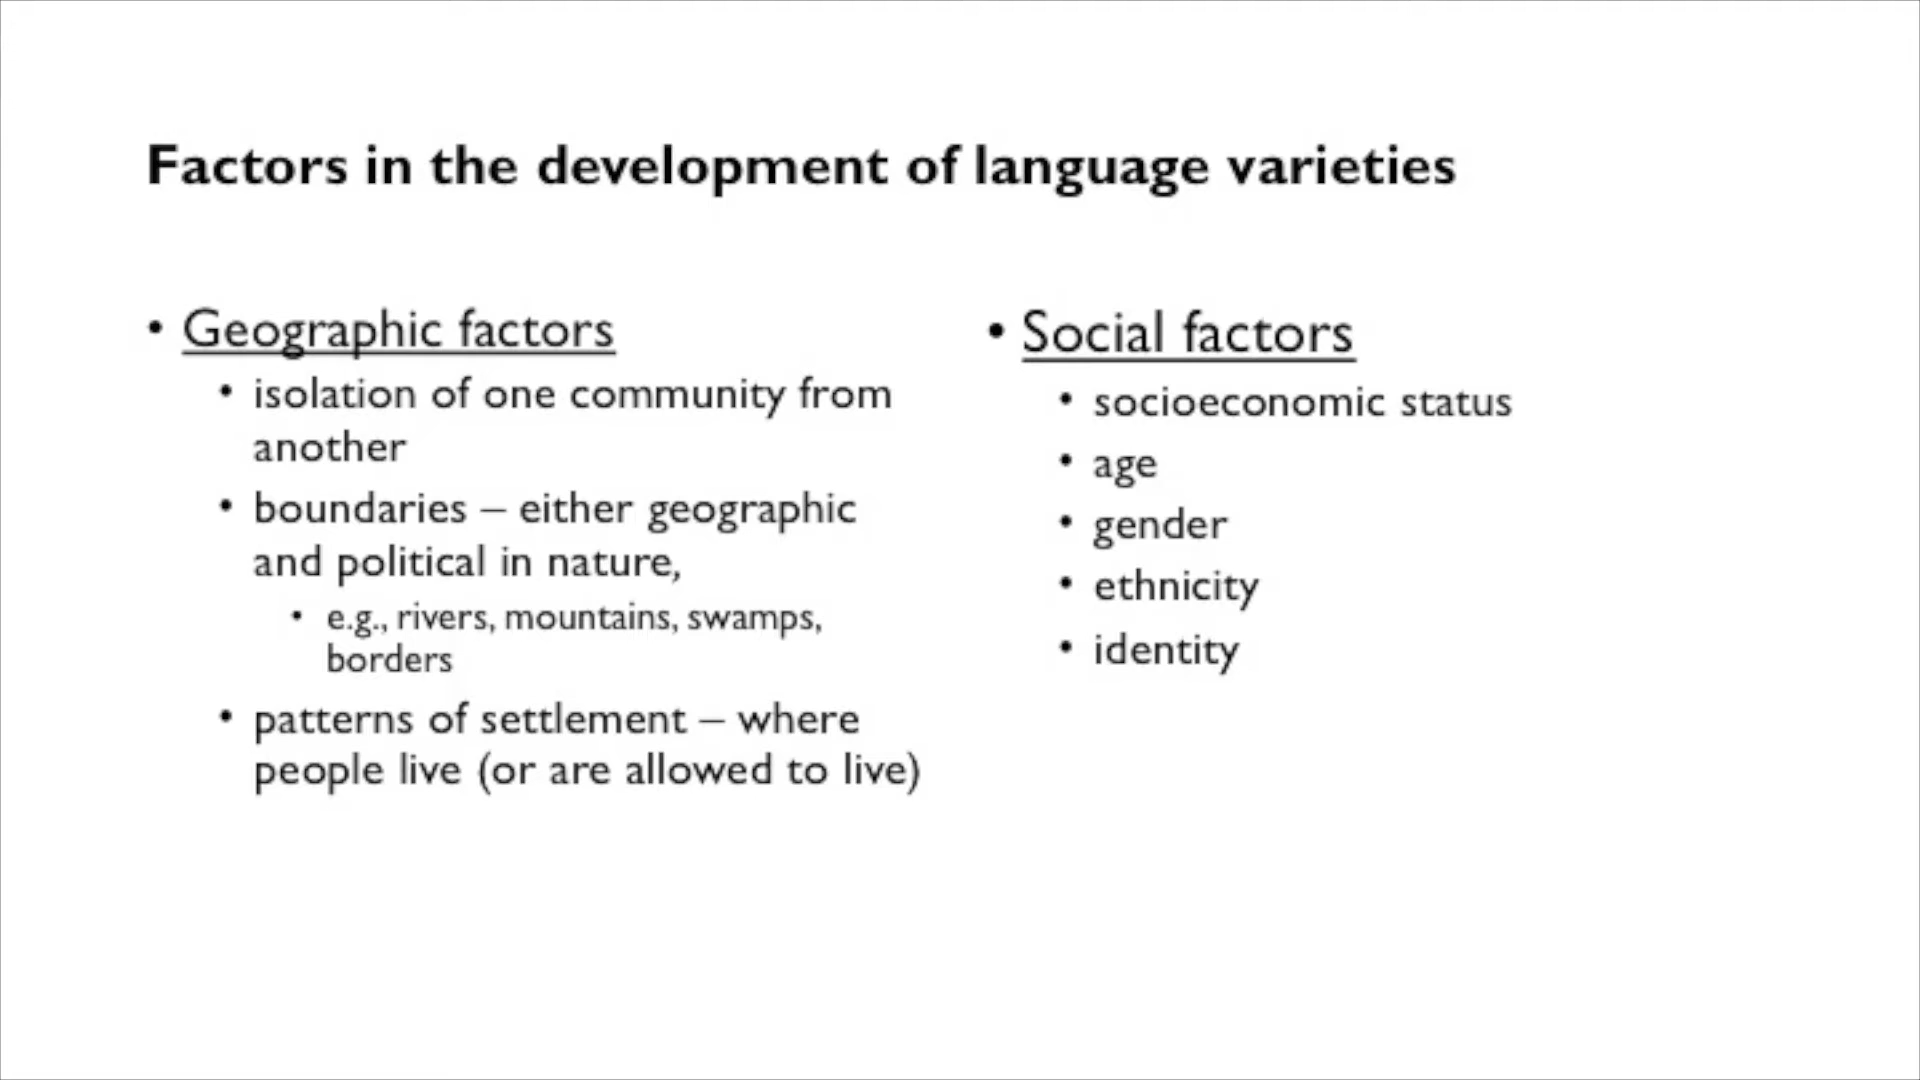 Factors in the development of language varieties
• Geographic factors
• isolation of one community from
another
• boundaries – either geographic
and political in nature,
• e.g., rivers, mountains, swamps,
borders
• patterns of settlement – where
people live (or are allowed to live)
• Social factors
• socioeconomic status
• age
• gender
• ethnicity
• identity